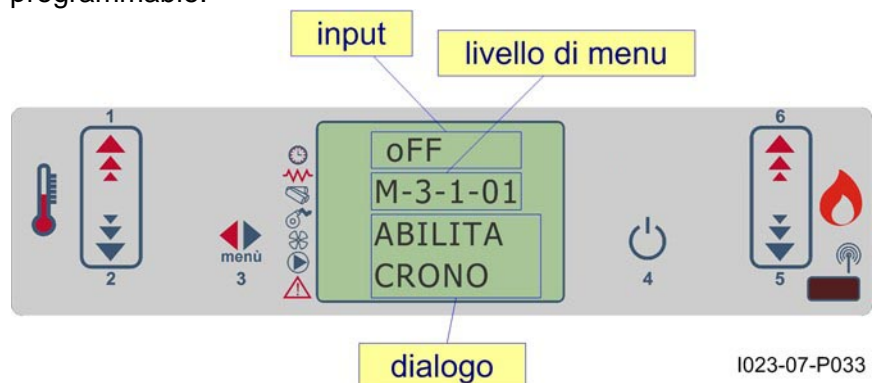 programmable.
input
livello di menu
1
6
oFF
M-3-1-01
ABILITA
CRONO
menù
2
3
4
5
dialogo
I023-07-P033